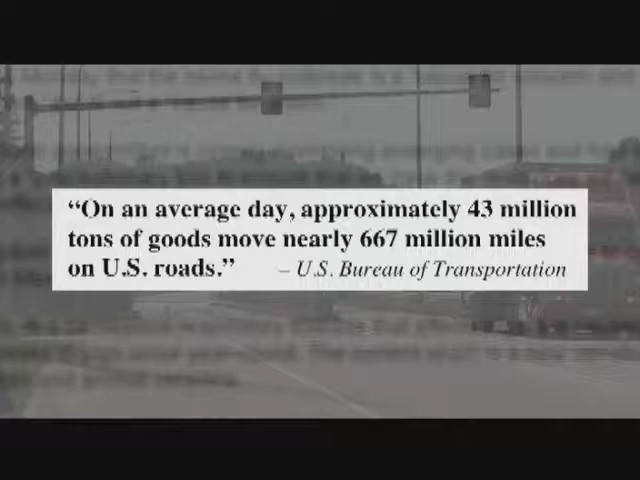 “On an average day, approximately 43 million
tons of goods move nearly 667 million miles
on U.S. roads.” – U.S. Bureau of Transportation